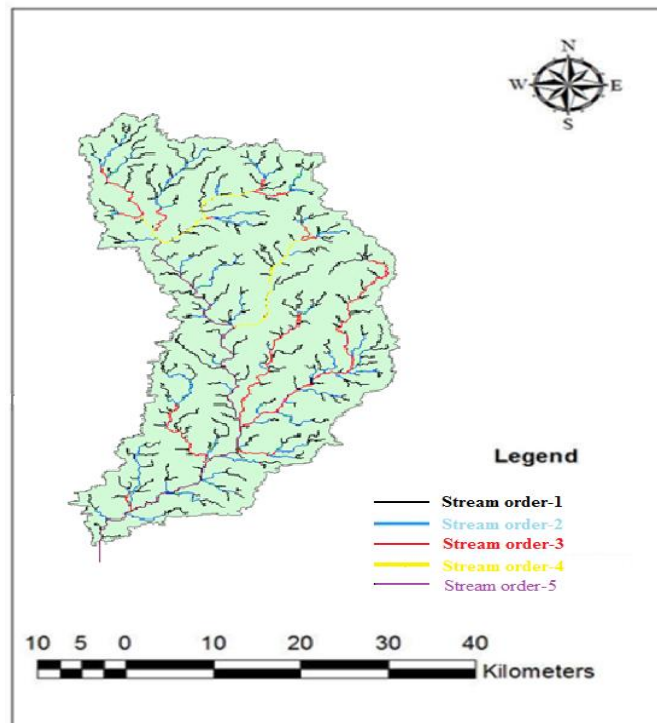 N
W E
S
Legend
Stream order-1
Stream order-2
Stream order-3
Stream order-4
Stream order-5
10 5 0 10 20 30 40
Kilometers